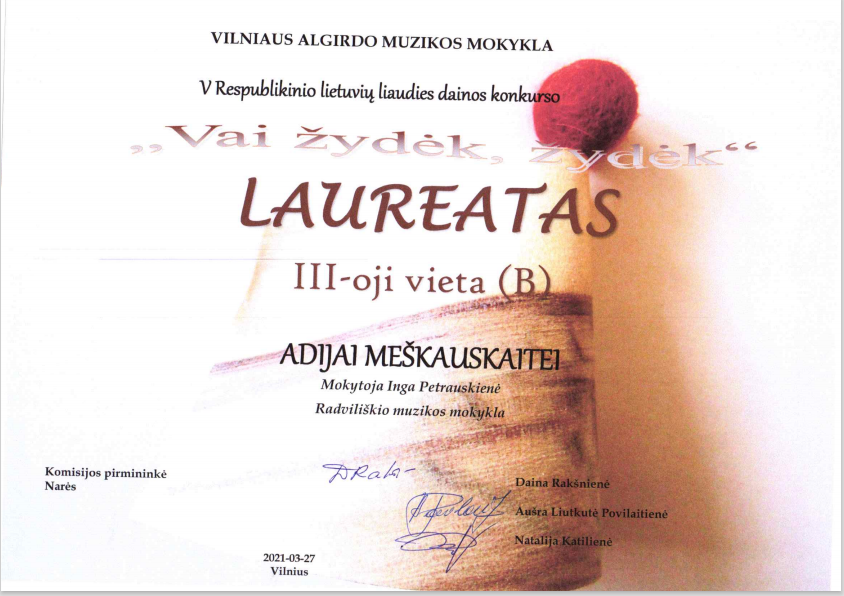 VILNIAUS ALGIRDO MUZIKOS MOKYKLA
V Respublikinio lietuvių liaudies dainos konkurso
„Vai žydėk, žydėk“
LAUREATAS
III-oji vieta (B)
ADIJAI MEŠKAUSKAITEI
Mokytoja Inga Petrauskienė
Radviliškio muzikos mokykla
Komisijos pirmininkė
Narės
Daina Rakšnienė
Aušra Liutkutė Povilaitienė
Natalija Katilienė
2021-03-27
Vilnius